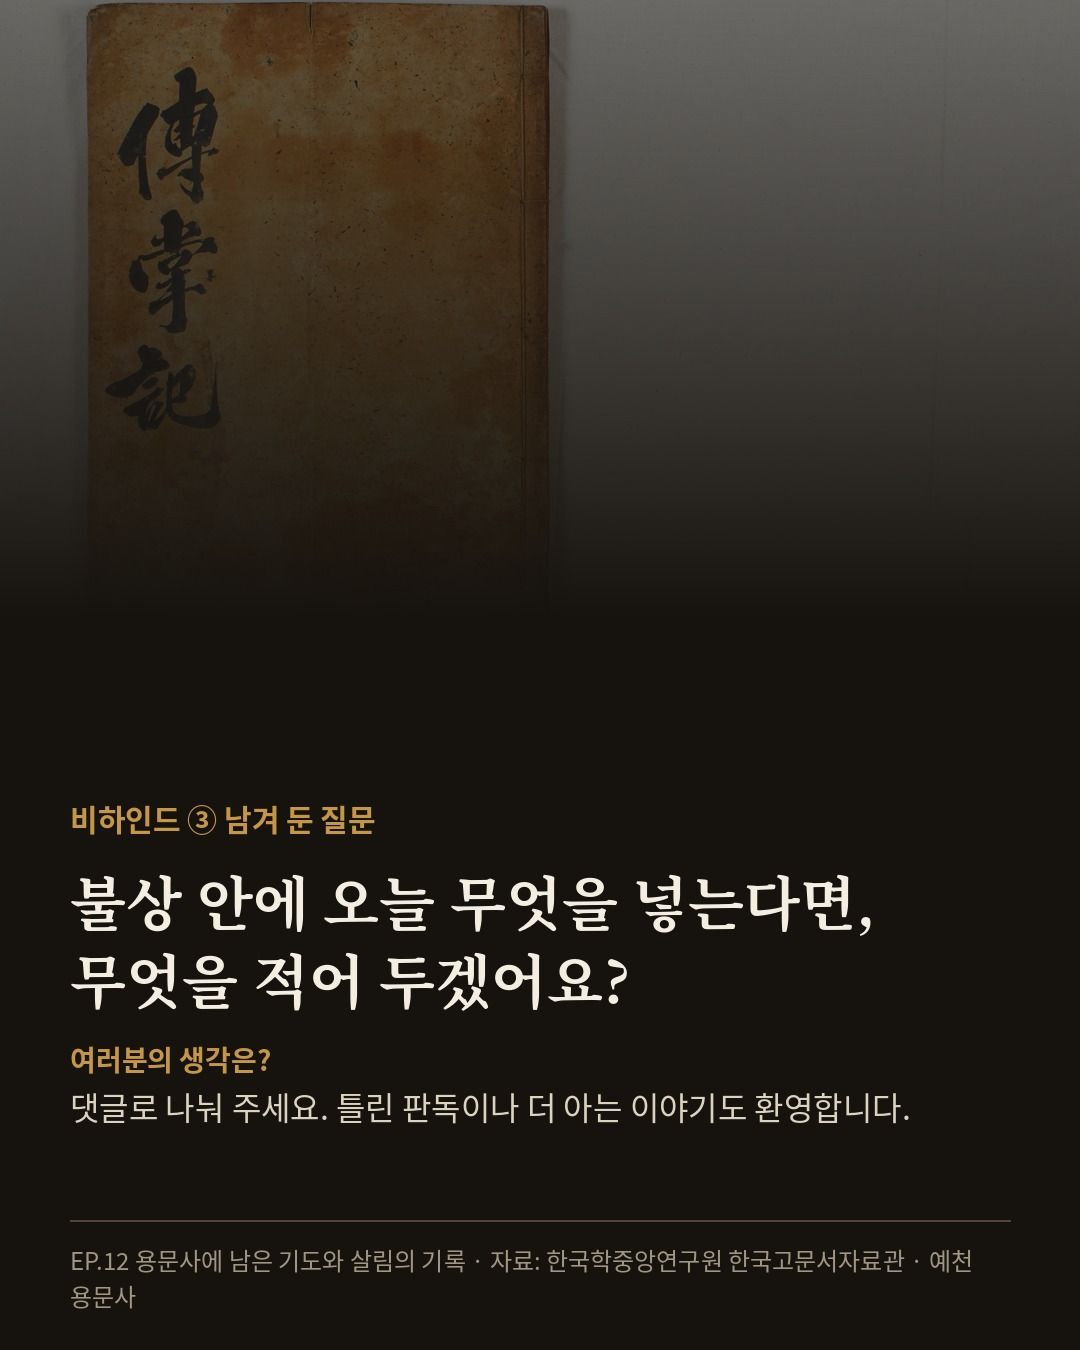 傳掌記
비하인드 ③ 남겨 둔 질문
불상 안에 오늘 무엇을 넣는다면,
무엇을 적어 두겠어요?
여러분의 생각은?
댓글로 나눠 주세요. 틀린 판독이나 더 아는 이야기도 환영합니다.
EP.12 용문사에 남은 기도와 살림의 기록 · 자료: 한국학중앙연구원 한국고문서자료관 · 예천
용문사